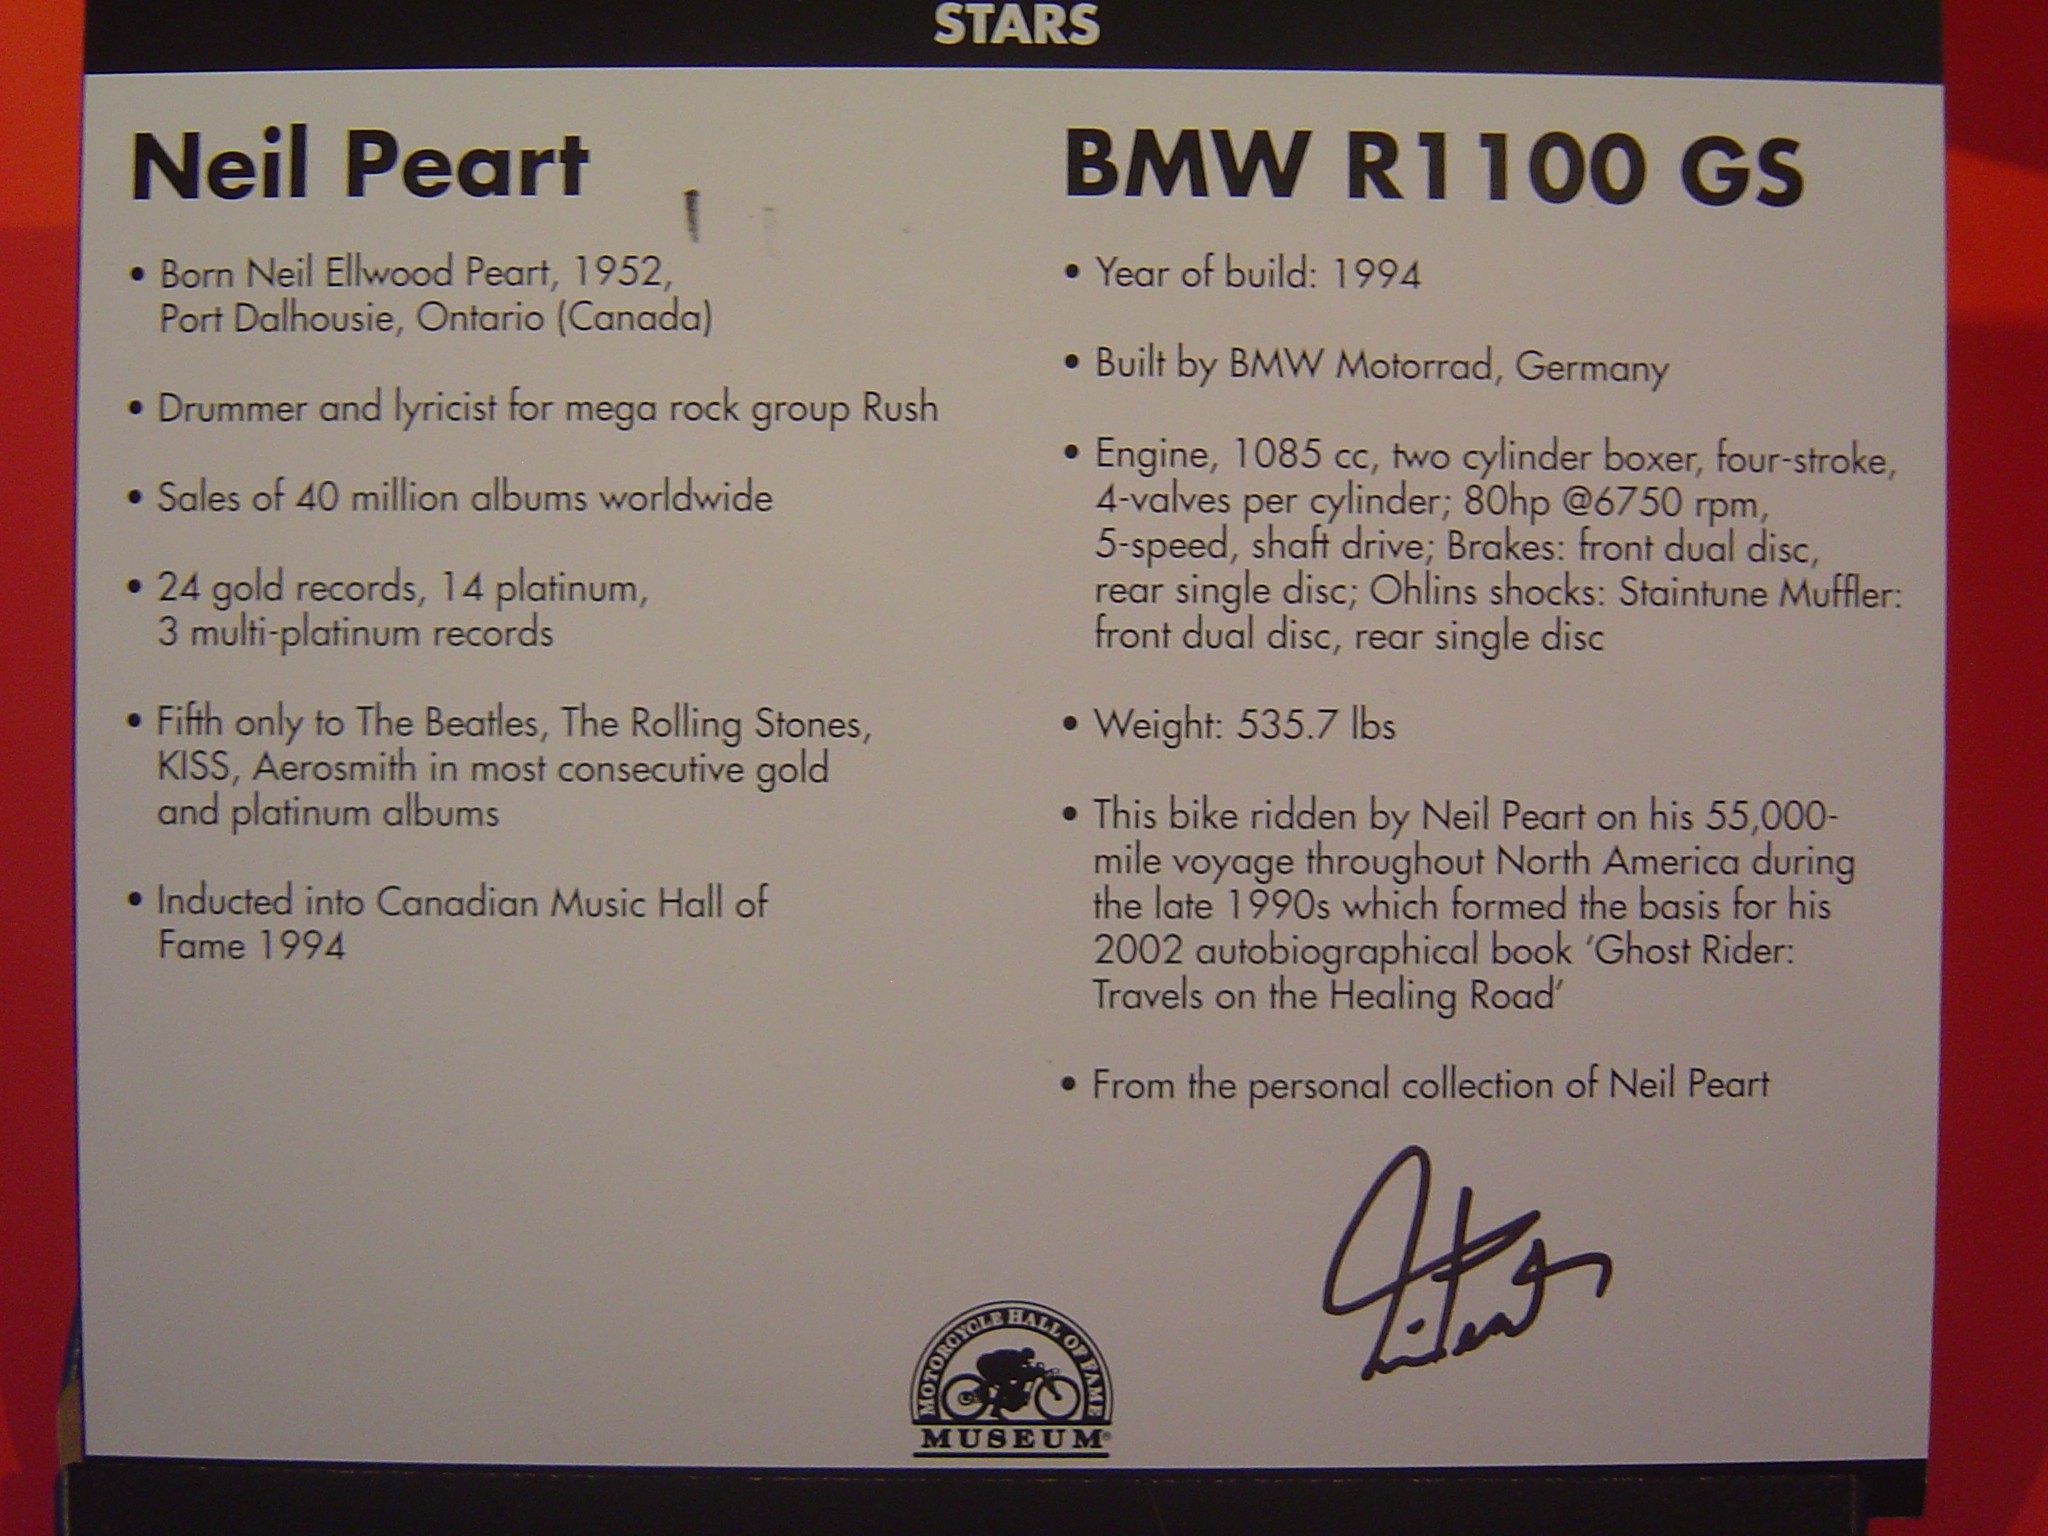 STARS
Neil Peart
• Born Neil Ellwood Peart, 1952,
Port Dalhousie, Ontario (Canada)
• Drummer and lyricist for mega rock group Rush
• Sales of 40 million albums worldwide
• 24 gold records, 14 platinum,
3 multi-platinum records
• Fifth only to The Beatles, The Rolling Stones,
KISS, Aerosmith in most consecutive gold
and platinum albums
• Inducted into Canadian Music Hall of
Fame 1994
BMW R1100 GS
• Year of build: 1994
• Built by BMW Motorrad, Germany
• Engine, 1085 cc, two cylinder boxer, four-stroke,
4-valves per cylinder; 80hp @6750 rpm,
5-speed, shaft drive; Brakes: front dual disc,
rear single disc; Ohlins shocks: Staintune Muffler:
front dual disc, rear single disc
• Weight: 535.7 lbs
• This bike ridden by Neil Peart on his 55,000-
mile voyage throughout North America during
the late 1990s which formed the basis for his
2002 autobiographical book ‘Ghost Rider:
Travels on the Healing Road’
• From the personal collection of Neil Peart
MOTORCYCLE HALL OF FAME
MUSEUM®